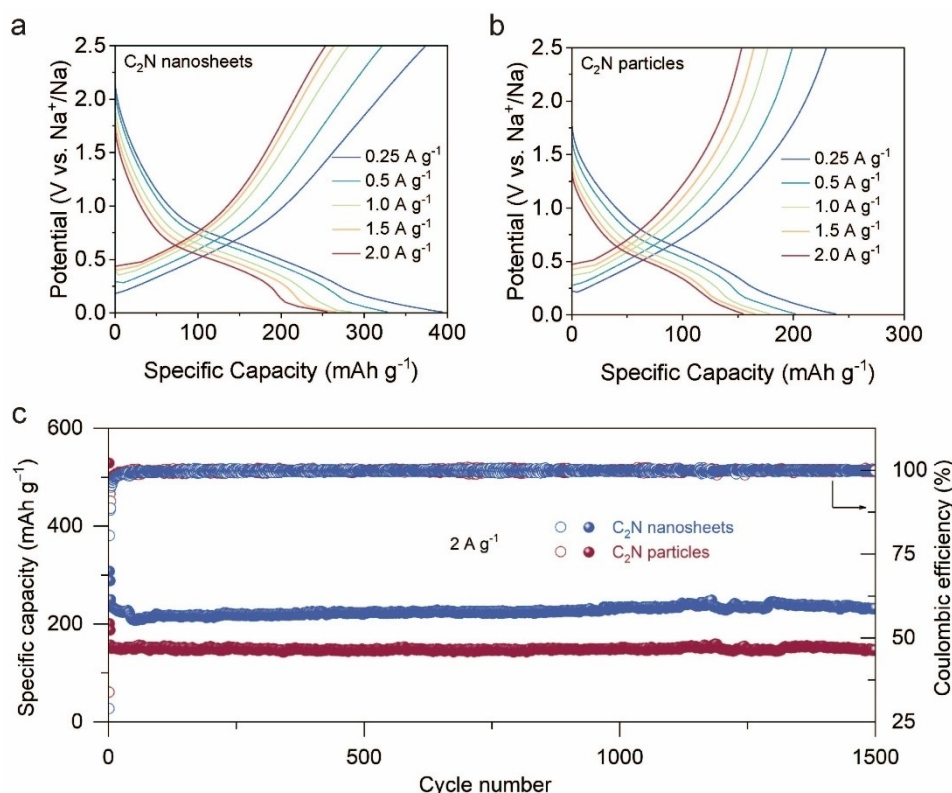 a
C₂N nanosheets
2.5
2.0
1.5
1.0
0.5
0.0
Potential (V vs. Na⁺/Na)
0.25 A g⁻¹
0.5 A g⁻¹
1.0 A g⁻¹
1.5 A g⁻¹
2.0 A g⁻¹
0 100 200 300 400
Specific Capacity (mAh g⁻¹)
b
C₂N particles
2.5
2.0
1.5
1.0
0.5
0.0
Potential (V vs. Na⁺/Na)
0.25 A g⁻¹
0.5 A g⁻¹
1.0 A g⁻¹
1.5 A g⁻¹
2.0 A g⁻¹
0 100 200 300
Specific Capacity (mAh g⁻¹)
c
600
400
200
0
Specific capacity (mAh g⁻¹)
2 A g⁻¹
C₂N nanosheets
C₂N particles
100
75
50
25
Coulombic efficiency (%)
0 500 1000 1500
Cycle number